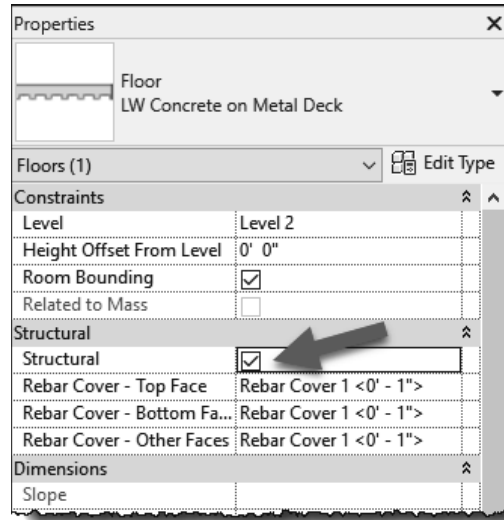 Properties
Floor
LW Concrete on Metal Deck
Floors (1) Edit Type
Constraints
Level Level 2
Height Offset From Level 0' 0"
Room Bounding
Related to Mass
Structural
Structural
Rebar Cover - Top Face Rebar Cover 1 <0' - 1">
Rebar Cover - Bottom Fa... Rebar Cover 1 <0' - 1">
Rebar Cover - Other Faces Rebar Cover 1 <0' - 1">
Dimensions
Slope